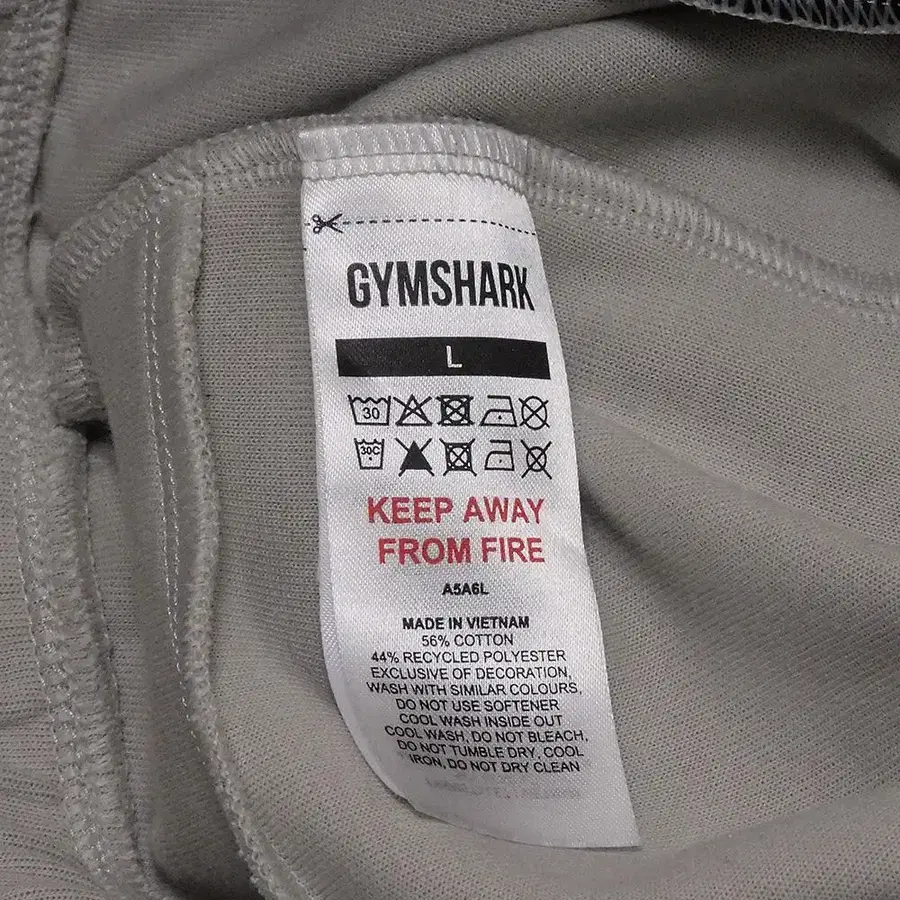 GYMSHARK
L
30
30C
KEEP AWAY
FROM FIRE
A5A6L
MADE IN VIETNAM
56% COTTON
44% RECYCLED POLYESTER
EXCLUSIVE OF DECORATION,
WASH WITH SIMILAR COLOURS,
DO NOT USE SOFTENER
COOL WASH INSIDE OUT
COOL WASH, DO NOT BLEACH,
DO NOT TUMBLE DRY, COOL
IRON, DO NOT DRY CLEAN